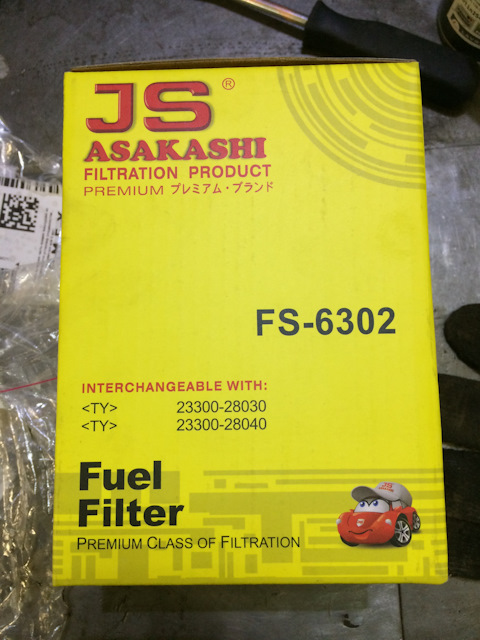 JS ®
ASAKASHI
FILTRATION PRODUCT
PREMIUM プレミアム・ブランド
FS-6302
INTERCHANGEABLE WITH:
<TY> 23300-28030
<TY> 23300-28040
Fuel
Filter
PREMIUM CLASS OF FILTRATION
JS